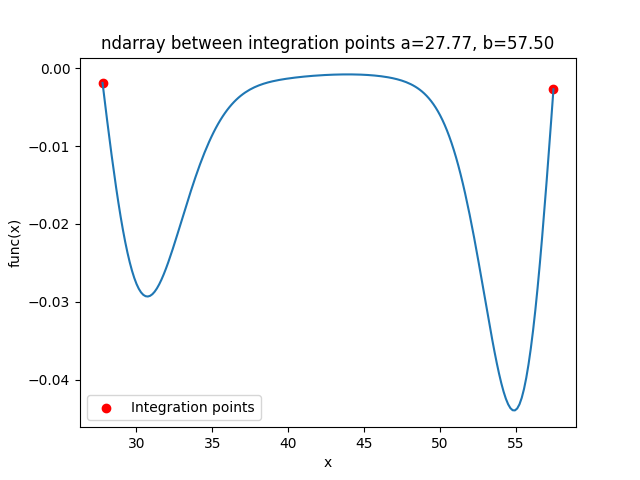 ndarray between integration points a=27.77, b=57.50
0.00
−0.01
−0.02
−0.03
−0.04
func(x)
Integration points
30 35 40 45 50 55
x